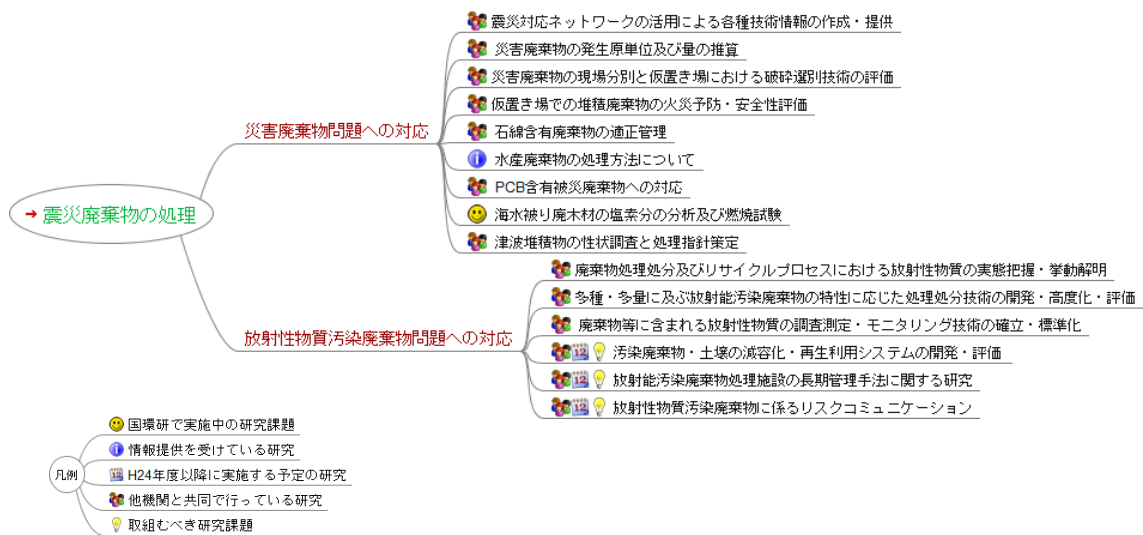 震災廃棄物の処理
災害廃棄物問題への対応
震災対応ネットワークの活用による各種技術情報の作成・提供
災害廃棄物の発生原単位及び量の推算
災害廃棄物の現場分別と仮置き場における破砕選別技術の評価
仮置き場での堆積廃棄物の火災予防・安全性評価
石綿含有廃棄物の適正管理
水産廃棄物の処理方法について
PCB含有被災廃棄物への対応
海水被り廃木材の塩素分の分析及び燃焼試験
津波堆積物の性状調査と処理指針策定
放射性物質汚染廃棄物問題への対応
廃棄物処理処分及びリサイクルプロセスにおける放射性物質の実態把握・挙動解明
多種・多量に及ぶ放射能汚染廃棄物の特性に応じた処理処分技術の開発・高度化・評価
廃棄物等に含まれる放射性物質の調査測定・モニタリング技術の確立・標準化
12 汚染廃棄物・土壌の減容化・再生利用システムの開発・評価
12 放射能汚染廃棄物処理施設の長期管理手法に関する研究
12 放射性物質汚染廃棄物に係るリスクコミュニケーション
凡例
国環研で実施中の研究課題
情報提供を受けている研究
12 H24年度以降に実施する予定の研究
他機関と共同で行っている研究
取組むべき研究課題